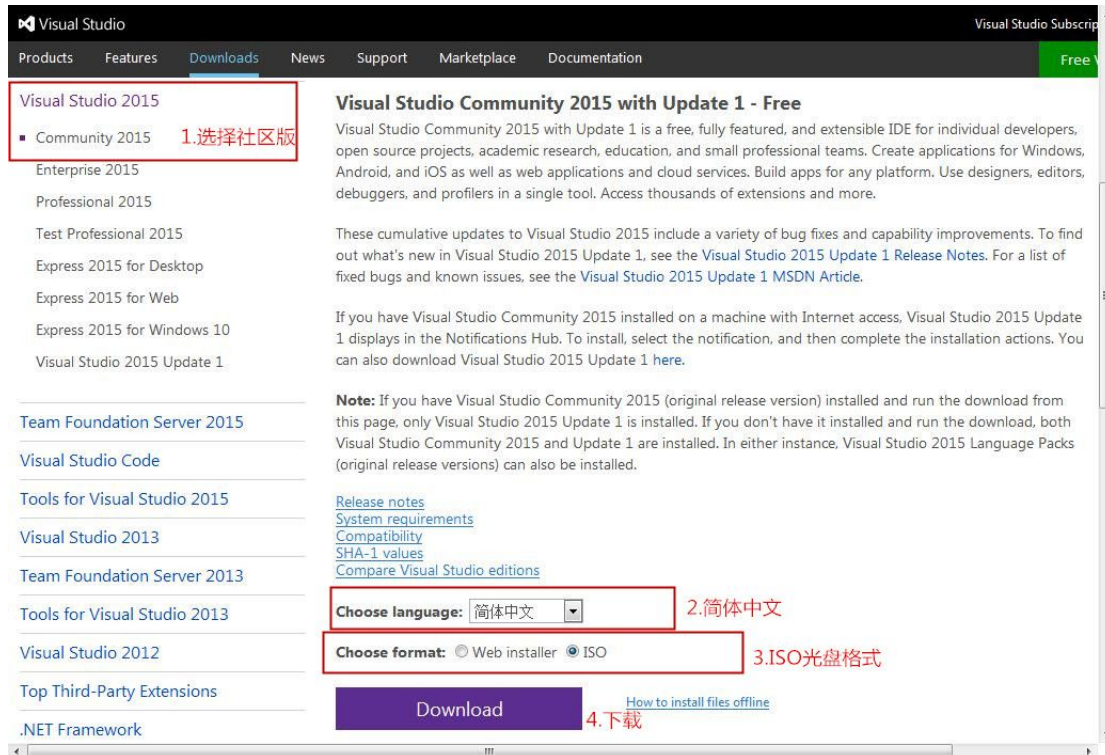 Visual Studio
Visual Studio Subscrip
Products Features Downloads News Support Marketplace Documentation
Free
Visual Studio 2015
Community 2015 1.选择社区版
Enterprise 2015
Professional 2015
Test Professional 2015
Express 2015 for Desktop
Express 2015 for Web
Express 2015 for Windows 10
Visual Studio 2015 Update 1
Team Foundation Server 2015
Visual Studio Code
Tools for Visual Studio 2015
Visual Studio 2013
Team Foundation Server 2013
Tools for Visual Studio 2013
Visual Studio 2012
Top Third-Party Extensions
.NET Framework
Visual Studio Community 2015 with Update 1 - Free
Visual Studio Community 2015 with Update 1 is a free, fully featured, and extensible IDE for individual developers,
open source projects, academic research, education, and small professional teams. Create applications for Windows,
Android, and iOS as well as web applications and cloud services. Build apps for any platform. Use designers, editors,
debuggers, and profilers in a single tool. Access thousands of extensions and more.
These cumulative updates to Visual Studio 2015 include a variety of bug fixes and capability improvements. To find
out what's new in Visual Studio 2015 Update 1, see the Visual Studio 2015 Update 1 Release Notes. For a list of
fixed bugs and known issues, see the Visual Studio 2015 Update 1 MSDN Article.
If you have Visual Studio Community 2015 installed on a machine with Internet access, Visual Studio 2015 Update
1 displays in the Notifications Hub. To install, select the notification, and then complete the installation actions. You
can also download Visual Studio 2015 Update 1 here.
Note: If you have Visual Studio Community 2015 (original release version) installed and run the download from
this page, only Visual Studio 2015 Update 1 is installed. If you don't have it installed and run the download, both
Visual Studio Community 2015 and Update 1 are installed. In either instance, Visual Studio 2015 Language Packs
(original release versions) can also be installed.
Release notes
System requirements
Compatibility
SHA-1 values
Compare Visual Studio editions
Choose language: 简体中文 2.简体中文
Choose format: Web installer ISO 3.ISO光盘格式
Download 4.下载 How to install files offline